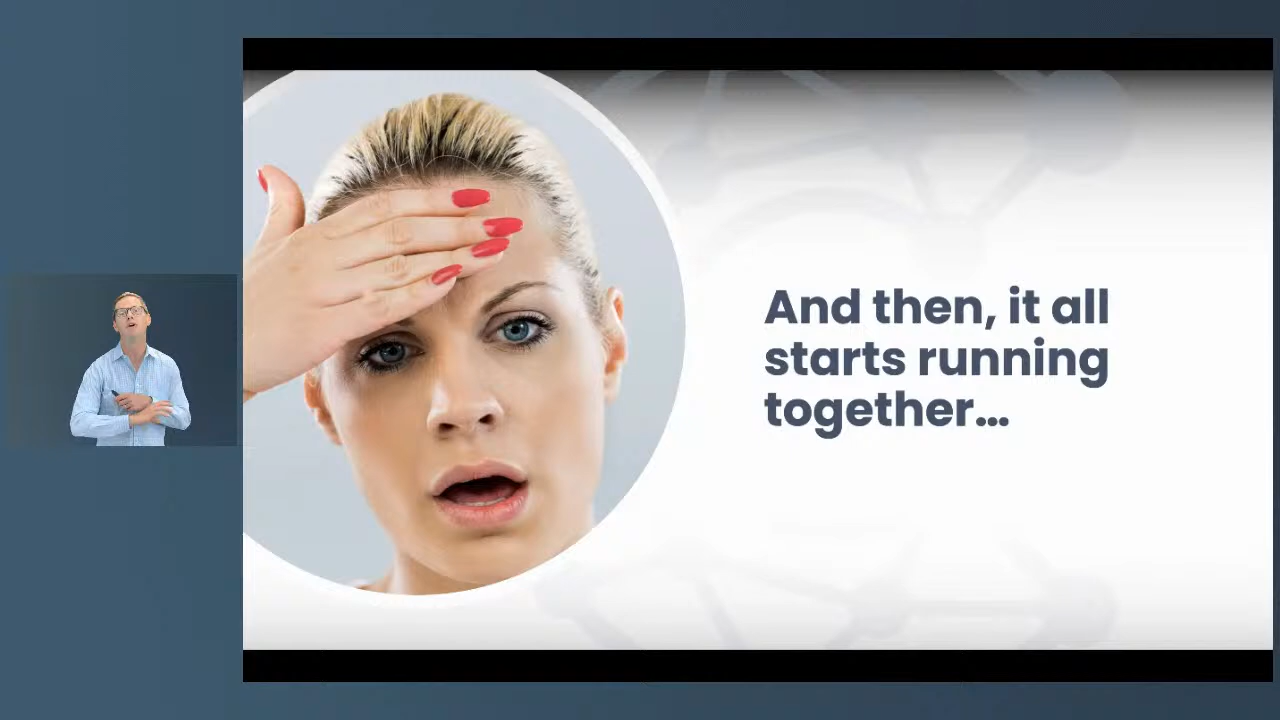 And then, it all
starts running
together...